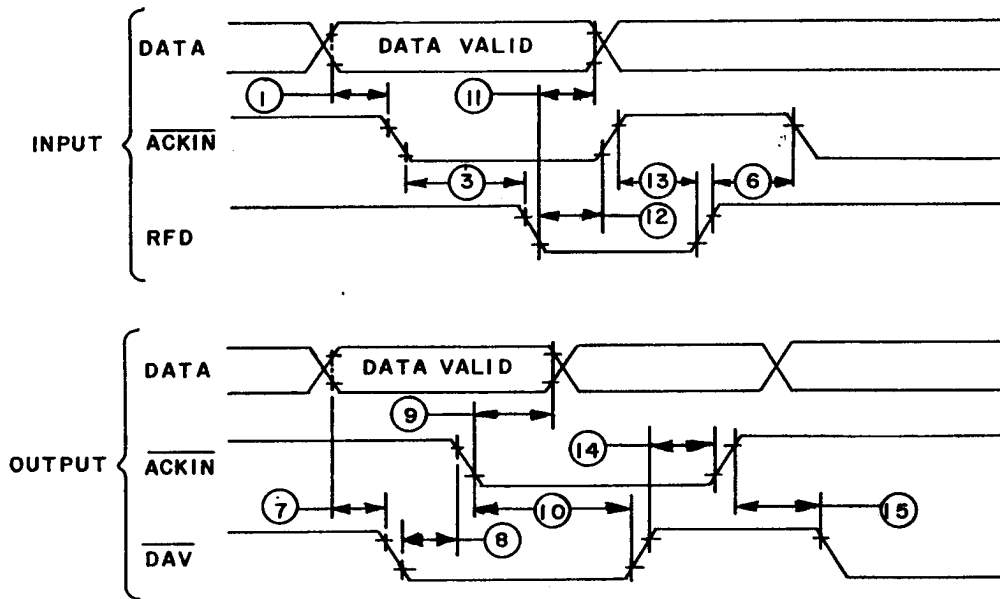 DATA
DATA VALID
1
11
INPUT
ACKIN
3
13
6
12
RFD
DATA
DATA VALID
9
14
OUTPUT
ACKIN
7
10
15
8
DAV